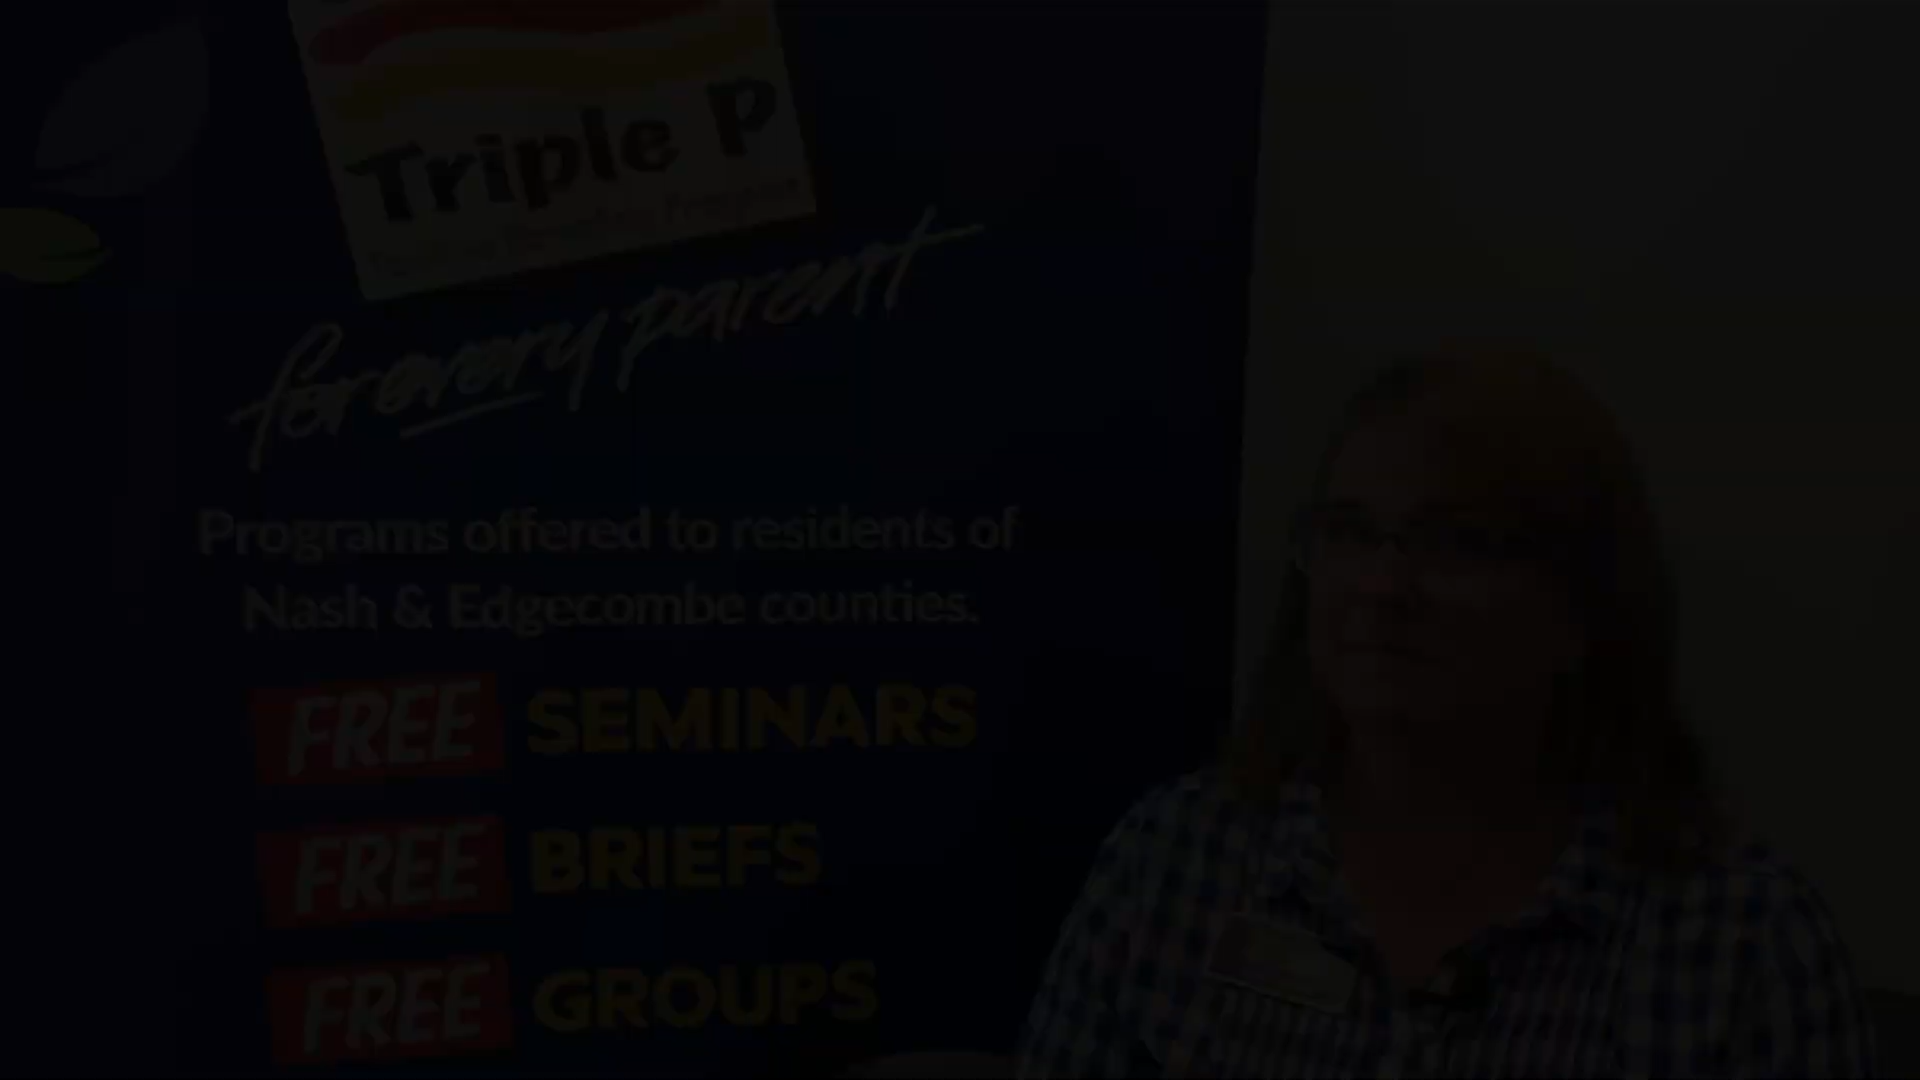 Triple P
for every parent
Programs offered to residents of
Nash & Edgecombe counties.
FREE SEMINARS
FREE BRIEFS
FREE GROUPS